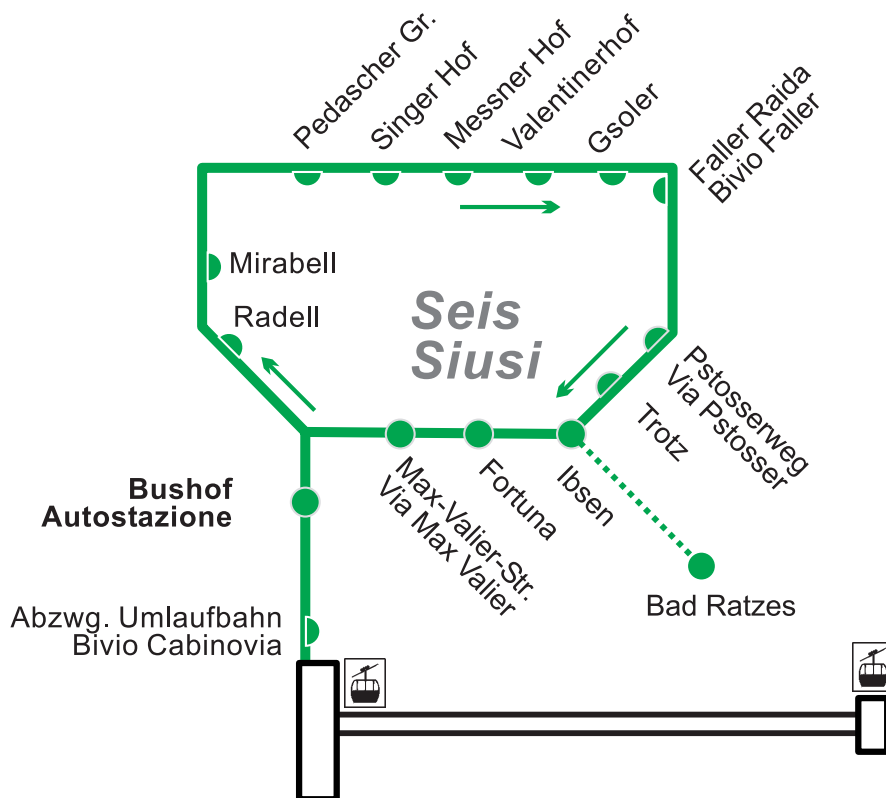 Pedascher Gr.
Singer Hof
Messner Hof
Valentinerhof
Gsoler
Faller Raida
Bivio Faller
Mirabell
Radell
Seis
Siusi
Pstosserweg
Via Pstosser
Trotz
Ibsen
Fortuna
Max-Valier-Str.
Via Max Valier
Bushof
Autostazione
Bad Ratzes
Abzwg. Umlaufbahn
Bivio Cabinovia